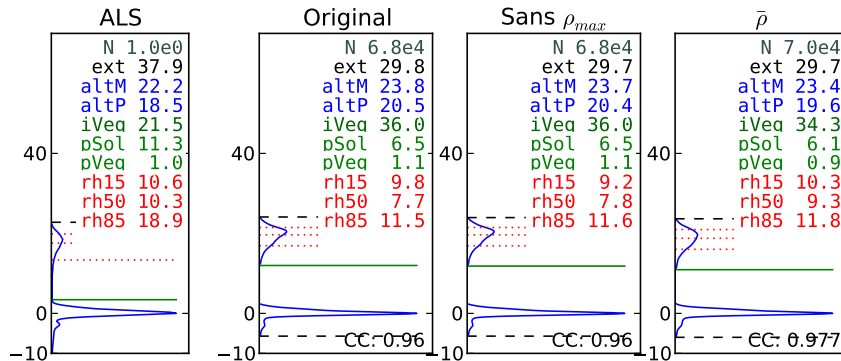 ALS
N 1.0e0
ext 37.9
altM 22.2
altP 18.5
iVeg 21.5
pSol 11.3
pVeg 1.0
rh15 10.6
rh50 10.3
rh85 18.9
40
0
−10
Original
N 6.8e4
ext 29.8
altM 23.8
altP 20.5
iVeg 36.0
pSol 6.5
pVeg 1.1
rh15 9.8
rh50 7.7
rh85 11.5
40
0
−10
CC: 0.96
Sans ρmax
N 6.8e4
ext 29.7
altM 23.7
altP 20.4
iVeg 36.0
pSol 6.5
pVeg 1.1
rh15 9.2
rh50 7.8
rh85 11.6
40
0
−10
CC: 0.96
ρ̄
N 7.0e4
ext 29.7
altM 23.4
altP 19.6
iVeg 34.3
pSol 6.1
pVeg 0.9
rh15 10.3
rh50 9.3
rh85 11.8
40
0
−10
CC: 0.977